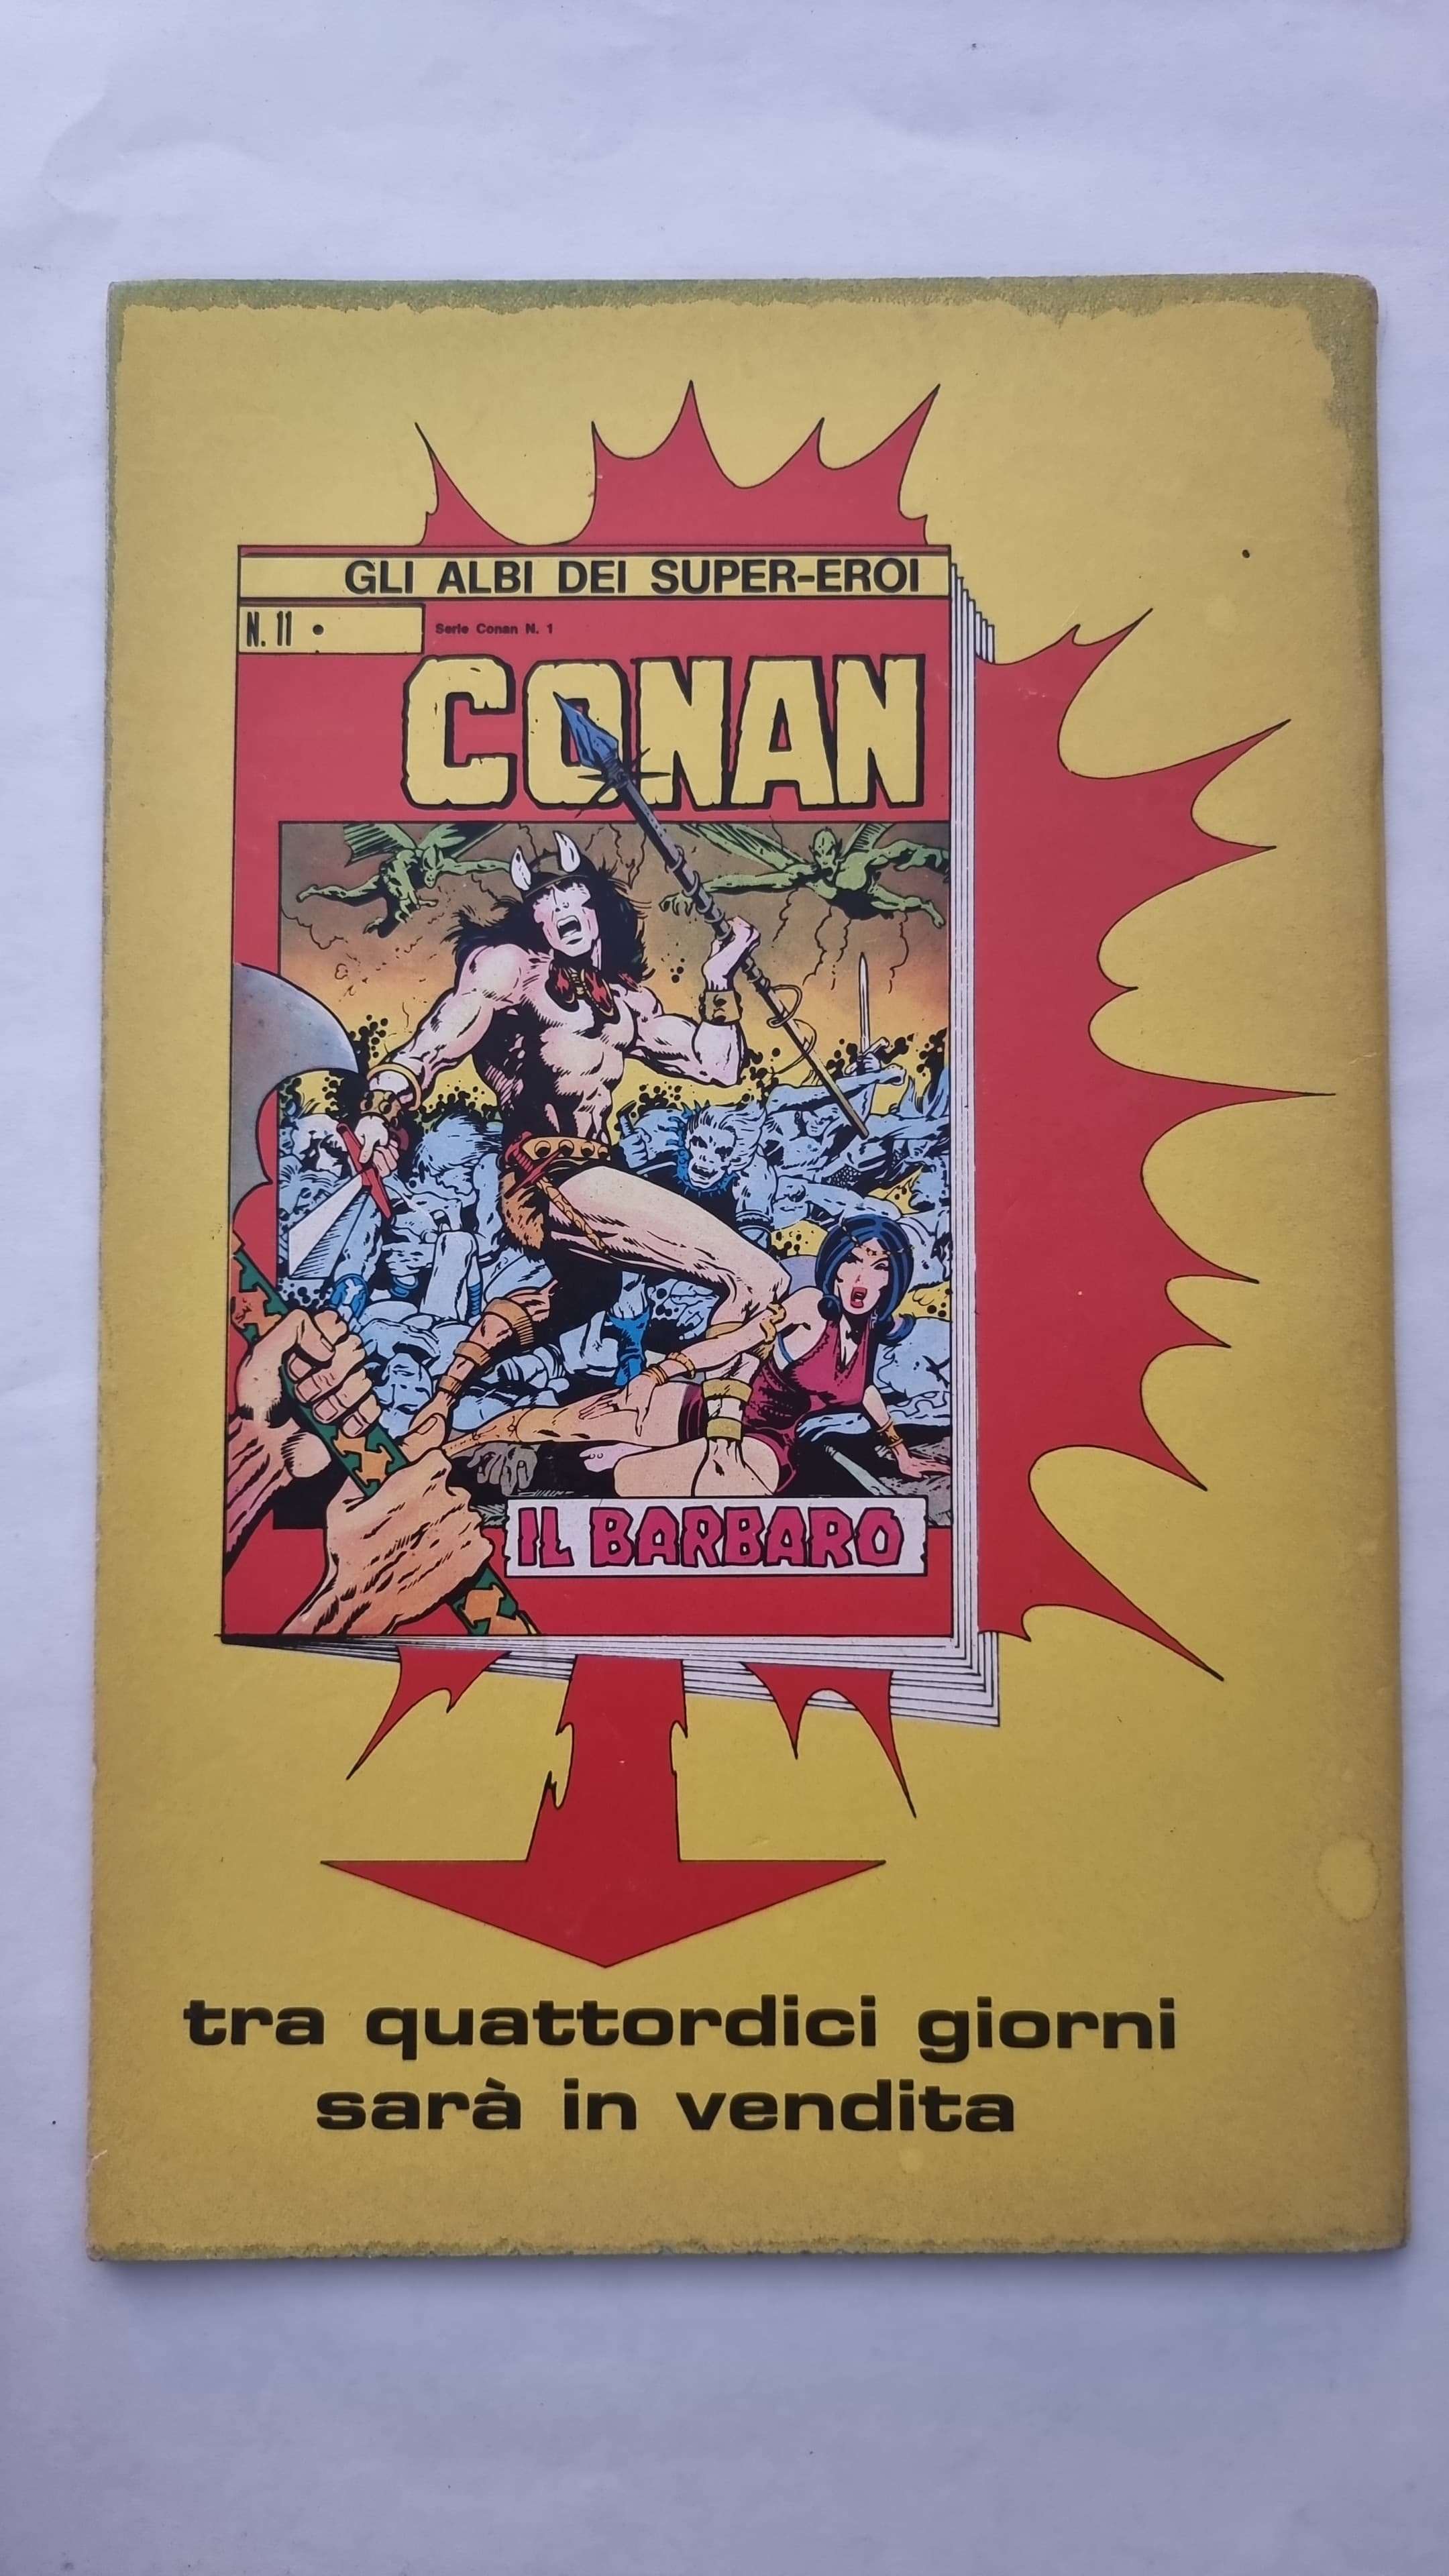 GLI ALBI DEI SUPER-EROI
N. 11 •
Serie Conan N. 1
CONAN
IL BARBARO
tra quattordici giorni
sarà in vendita